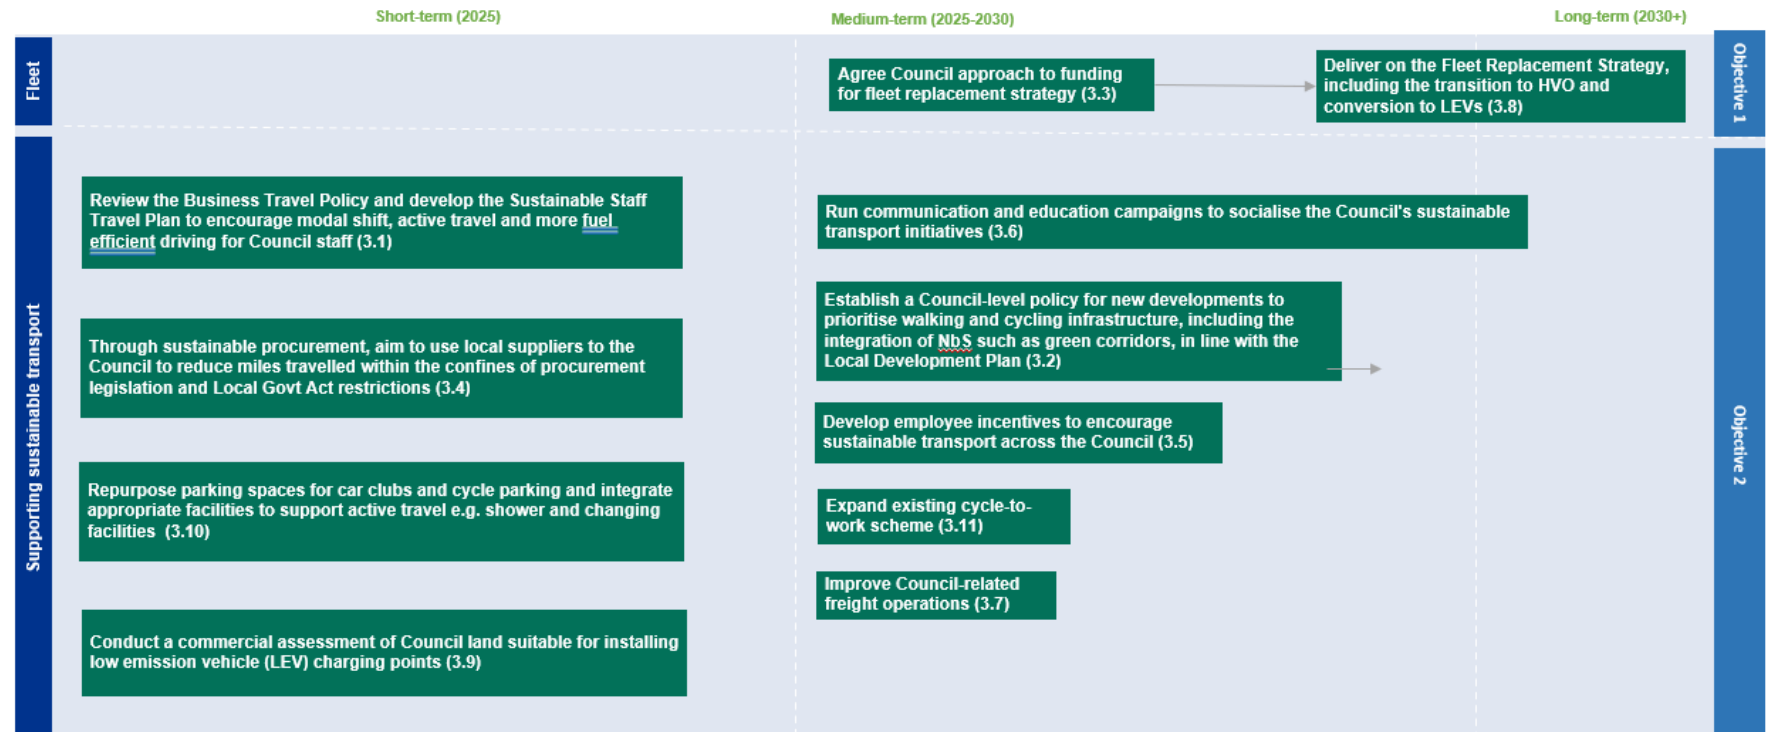 Short-term (2025)
Medium-term (2025-2030)
Long-term (2030+)
Fleet
Agree Council approach to funding
for fleet replacement strategy (3.3)
Deliver on the Fleet Replacement Strategy,
including the transition to HVO and
conversion to LEVs (3.8)
Objective 1
Supporting sustainable transport
Review the Business Travel Policy and develop the Sustainable Staff
Travel Plan to encourage modal shift, active travel and more fuel
efficient driving for Council staff (3.1)
Through sustainable procurement, aim to use local suppliers to the
Council to reduce miles travelled within the confines of procurement
legislation and Local Govt Act restrictions (3.4)
Repurpose parking spaces for car clubs and cycle parking and integrate
appropriate facilities to support active travel e.g. shower and changing
facilities  (3.10)
Conduct a commercial assessment of Council land suitable for installing
low emission vehicle (LEV) charging points (3.9)
Run communication and education campaigns to socialise the Council's sustainable
transport initiatives (3.6)
Establish a Council-level policy for new developments to
prioritise walking and cycling infrastructure, including the
integration of NbS such as green corridors, in line with the
Local Development Plan (3.2)
Develop employee incentives to encourage
sustainable transport across the Council (3.5)
Expand existing cycle-to-
work scheme (3.11)
Improve Council-related
freight operations (3.7)
Objective 2